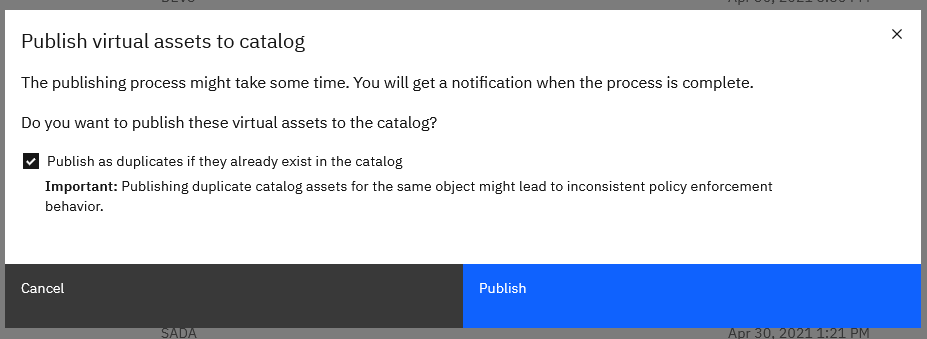 Publish virtual assets to catalog
The publishing process might take some time. You will get a notification when the process is complete.
Do you want to publish these virtual assets to the catalog?
Publish as duplicates if they already exist in the catalog
Important: Publishing duplicate catalog assets for the same object might lead to inconsistent policy enforcement
behavior.
Cancel
Publish
SADA
Apr 30, 2021 1:21 PM